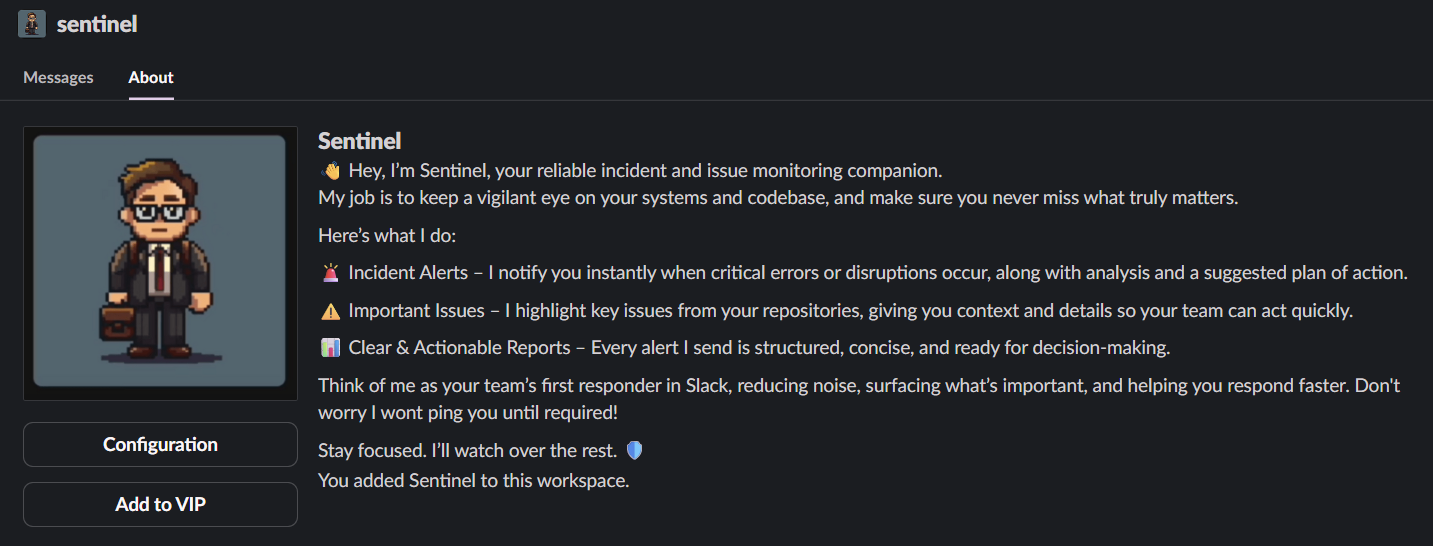 sentinel
Messages About
Sentinel
👋 Hey, I’m Sentinel, your reliable incident and issue monitoring companion.
My job is to keep a vigilant eye on your systems and codebase, and make sure you never miss what truly matters.
Here’s what I do:
🚨 Incident Alerts – I notify you instantly when critical errors or disruptions occur, along with analysis and a suggested plan of action.
⚠️ Important Issues – I highlight key issues from your repositories, giving you context and details so your team can act quickly.
📊 Clear & Actionable Reports – Every alert I send is structured, concise, and ready for decision-making.
Think of me as your team’s first responder in Slack, reducing noise, surfacing what’s important, and helping you respond faster. Don't
worry I wont ping you until required!
Stay focused. I’ll watch over the rest. 🛡️
You added Sentinel to this workspace.
Configuration
Add to VIP